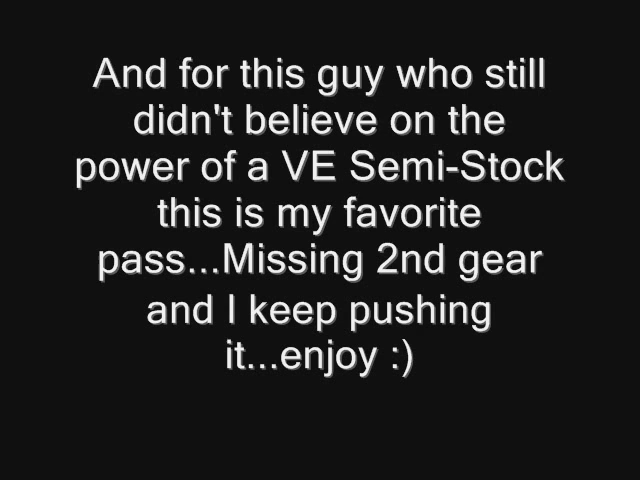 And for this guy who still
didn't believe on the
power of a VE Semi-Stock
this is my favorite
pass...Missing 2nd gear
and I keep pushing
it...enjoy :)